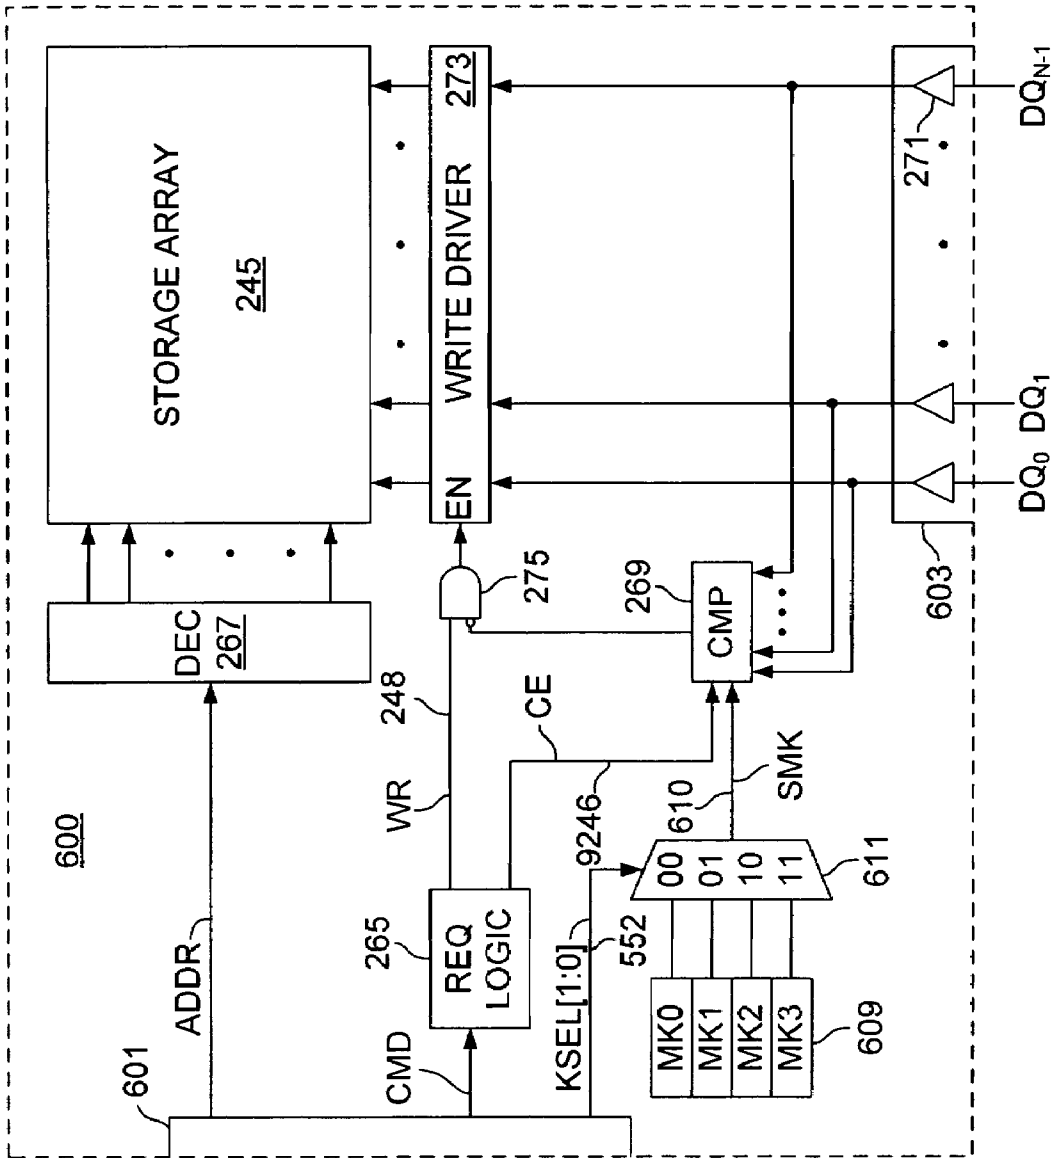 600
601
ADDR
DEC
267
STORAGE ARRAY
245
CMD
265
REQ
LOGIC
WR
248
275
EN
WRITE DRIVER
273
KSEL[1:0]
552
9246
CE
269
CMP
MK0
MK1
MK2
MK3
609
00
01
10
11
611
610
SMK
603
271
DQ₀
DQ₁
DQN-1